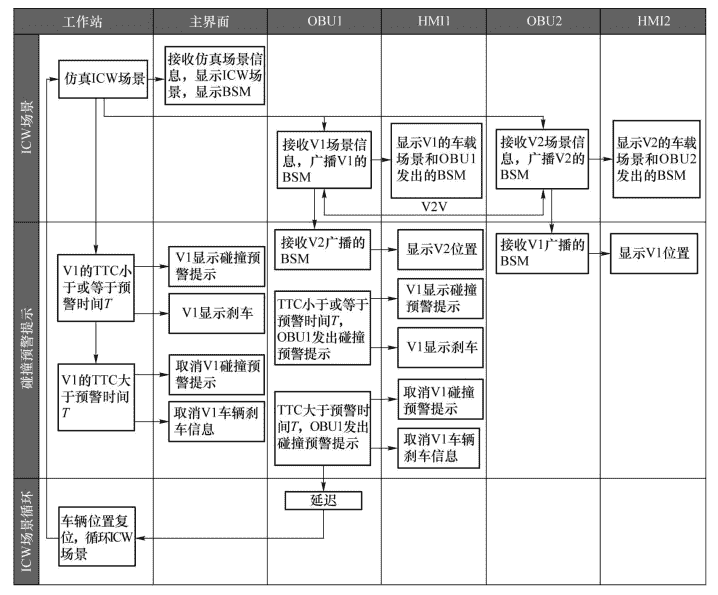 工作站
主界面
OBU1
HMI1
OBU2
HMI2
ICW场景
仿真ICW场景
接收仿真场景信
息，显示ICW场
景，显示BSM
接收V1场景信
息，广播V1的
BSM
显示V1的车载
场景和OBU1
发出的BSM
接收V2场景信
息，广播V2的
BSM
显示V2的车载
场景和OBU2
发出的BSM
V2V
碰撞预警提示
V1的TTC小
于或等于预
警时间T
V1显示碰撞预
警提示
V1显示刹车
接收V2广播的
BSM
显示V2位置
接收V1广播的
BSM
显示V1位置
TTC小于或等于
预警时间T，
OBU1发出碰撞
预警提示
V1显示碰撞
预警提示
V1显示刹车
V1的TTC大
于预警时间
T
取消V1碰撞预
警提示
取消V1车辆刹
车信息
TTC大于预警时
间T，OBU1发出
碰撞预警提示
取消V1碰撞
预警提示
取消V1车辆
刹车信息
ICW场景循环
延迟
车辆位置复
位，循环ICW
场景